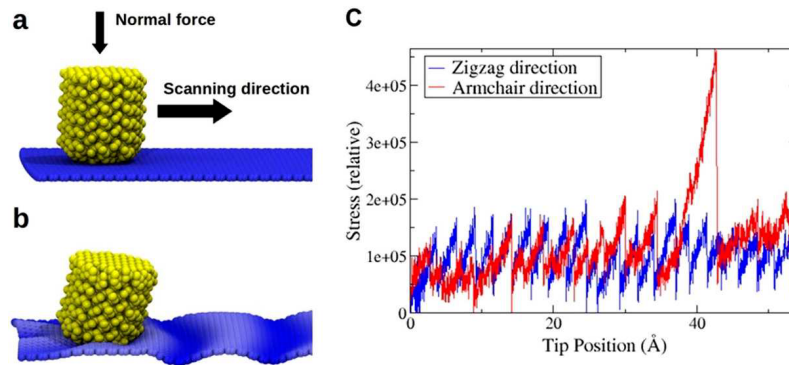 a
Normal force
Scanning direction
b
C
Zigzag direction
Armchair direction
4e+05
3e+05
2e+05
1e+05
0
Stress (relative)
0
20
40
Tip Position (Å)